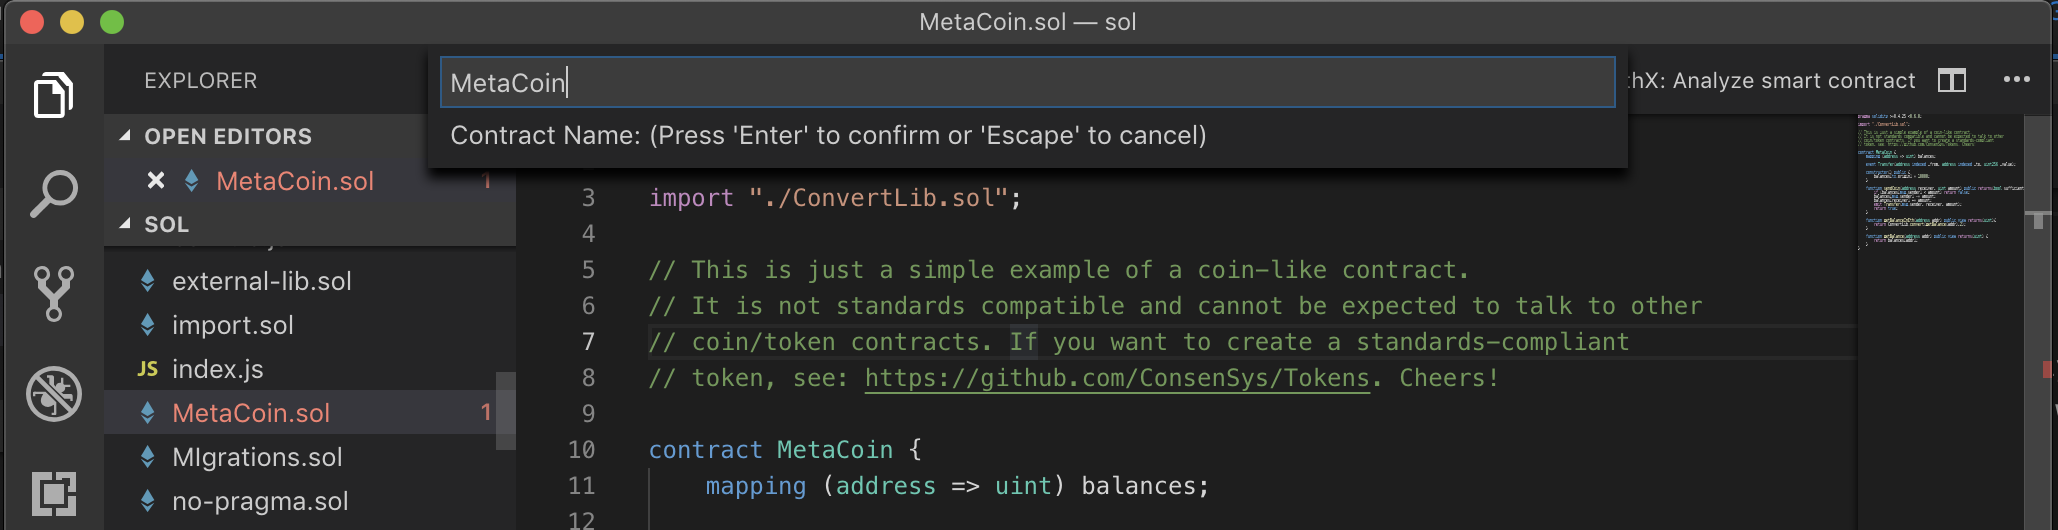 MetaCoin.sol — sol
EXPLORER
MetaCoin
thX: Analyze smart contract
Contract Name: (Press 'Enter' to confirm or 'Escape' to cancel)
OPEN EDITORS
MetaCoin.sol 1
SOL
external-lib.sol
import.sol
JS index.js
MetaCoin.sol 1
MIgrations.sol
no-pragma.sol
3 import "./ConvertLib.sol";
4
5 // This is just a simple example of a coin-like contract.
6 // It is not standards compatible and cannot be expected to talk to other
7 // coin/token contracts. If you want to create a standards-compliant
8 // token, see: https://github.com/ConsenSys/Tokens. Cheers!
9
10 contract MetaCoin {
11 mapping (address => uint) balances;
12